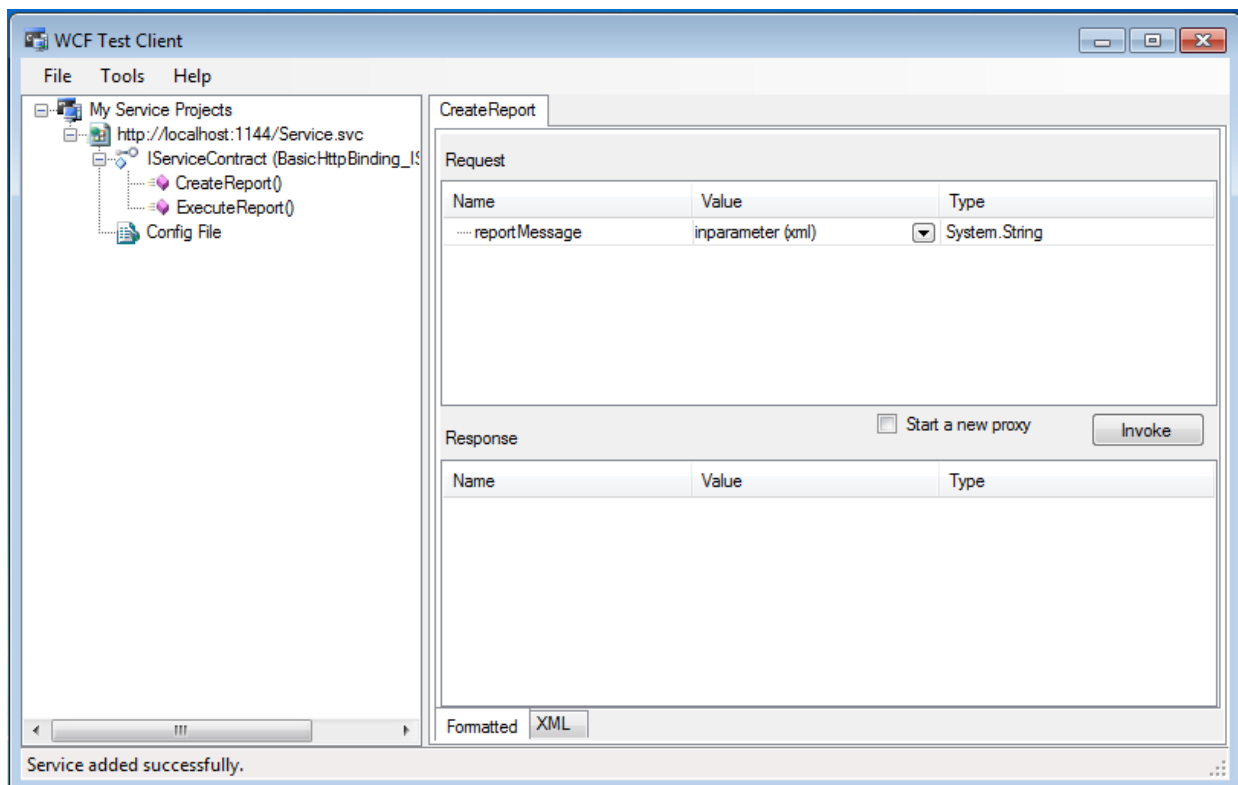 WCF Test Client
File Tools Help
My Service Projects
http://localhost:1144/Service.svc
IServiceContract (BasicHttpBinding_IS
CreateReport()
ExecuteReport()
Config File
CreateReport
Request
Name Value Type
reportMessage inparameter (xml) System.String
Start a new proxy Invoke
Response
Name Value Type
Formatted XML
Service added successfully.